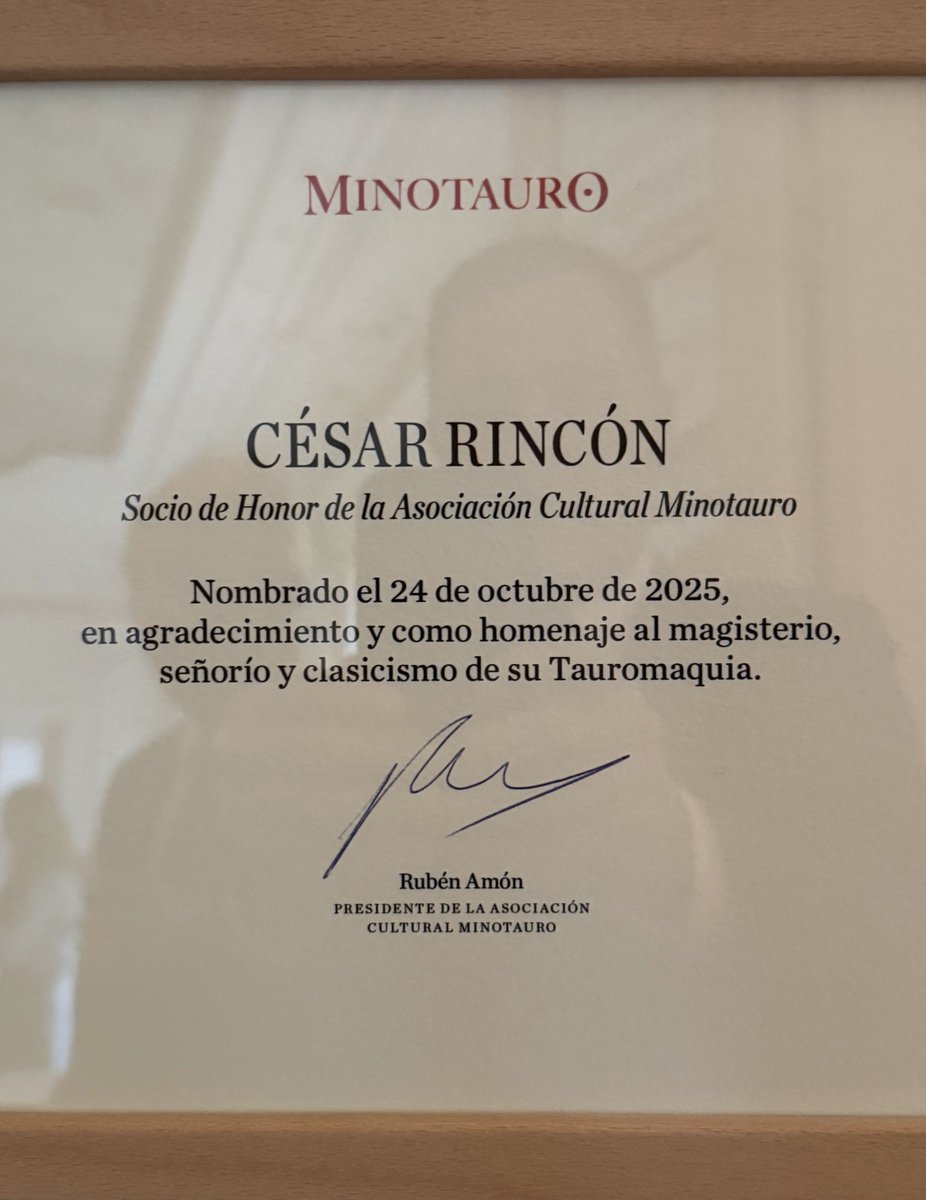 MINOTAURO
CÉSAR RINCÓN
Socio de Honor de la Asociación Cultural Minotauro
Nombrado el 24 de octubre de 2025,
en agradecimiento y como homenaje al magisterio,
señorío y clasicismo de su Tauromaquia.
Rubén Amón
PRESIDENTE DE LA ASOCIACIÓN
CULTURAL MINOTAURO